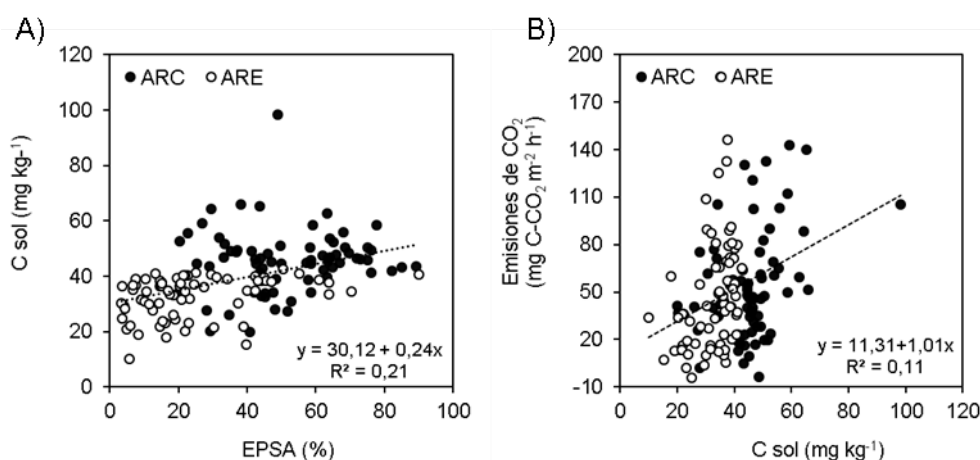 A)
120
100
80
60
40
20
0
C sol (mg kg⁻¹)
ARC ARE
y = 30,12 + 0,24x
R² = 0,21
0 20 40 60 80 100
EPSA (%)
B)
200
170
140
110
80
50
20
-10
Emisiones de CO₂
(mg C-CO₂ m⁻² h⁻¹)
ARC ARE
y = 11,31+1,01x
R² = 0,11
0 20 40 60 80 100 120
C sol (mg kg⁻¹)